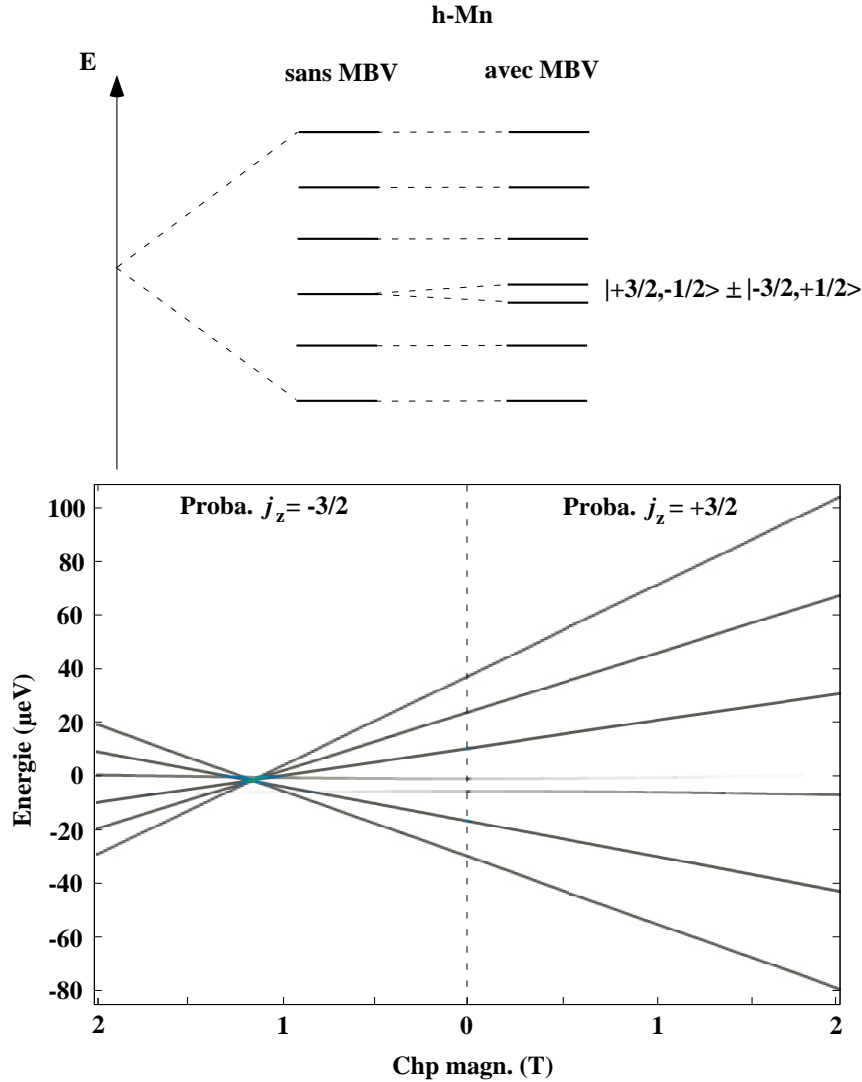 h-Mn
E
sans MBV
avec MBV
|+3/2,-1/2> ± |-3/2,+1/2>
Proba. jz = -3/2
Proba. jz = +3/2
100
80
60
40
20
0
-20
-40
-60
-80
Energie (µeV)
2
1
0
1
2
Chp magn. (T)